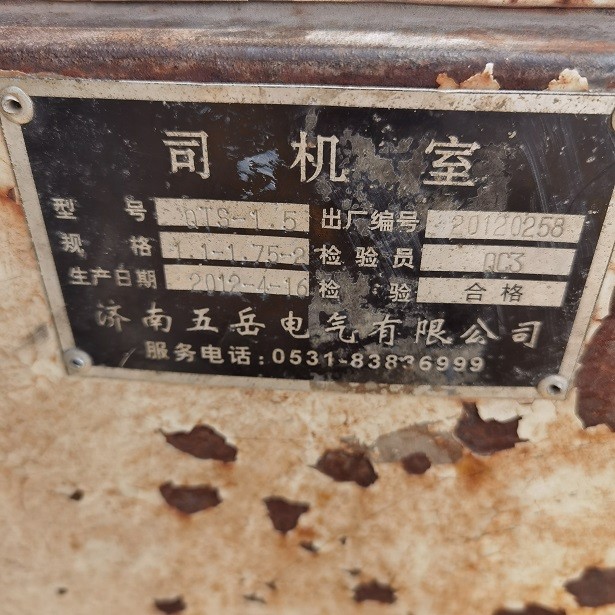 司机室
型号 QTS-1.5 出厂编号 20120258
规格 1.1-1.75-2 检验员 QC3
生产日期 2012-4-16 检验 合格
济南五岳电气有限公司
服务电话:0531-83836999